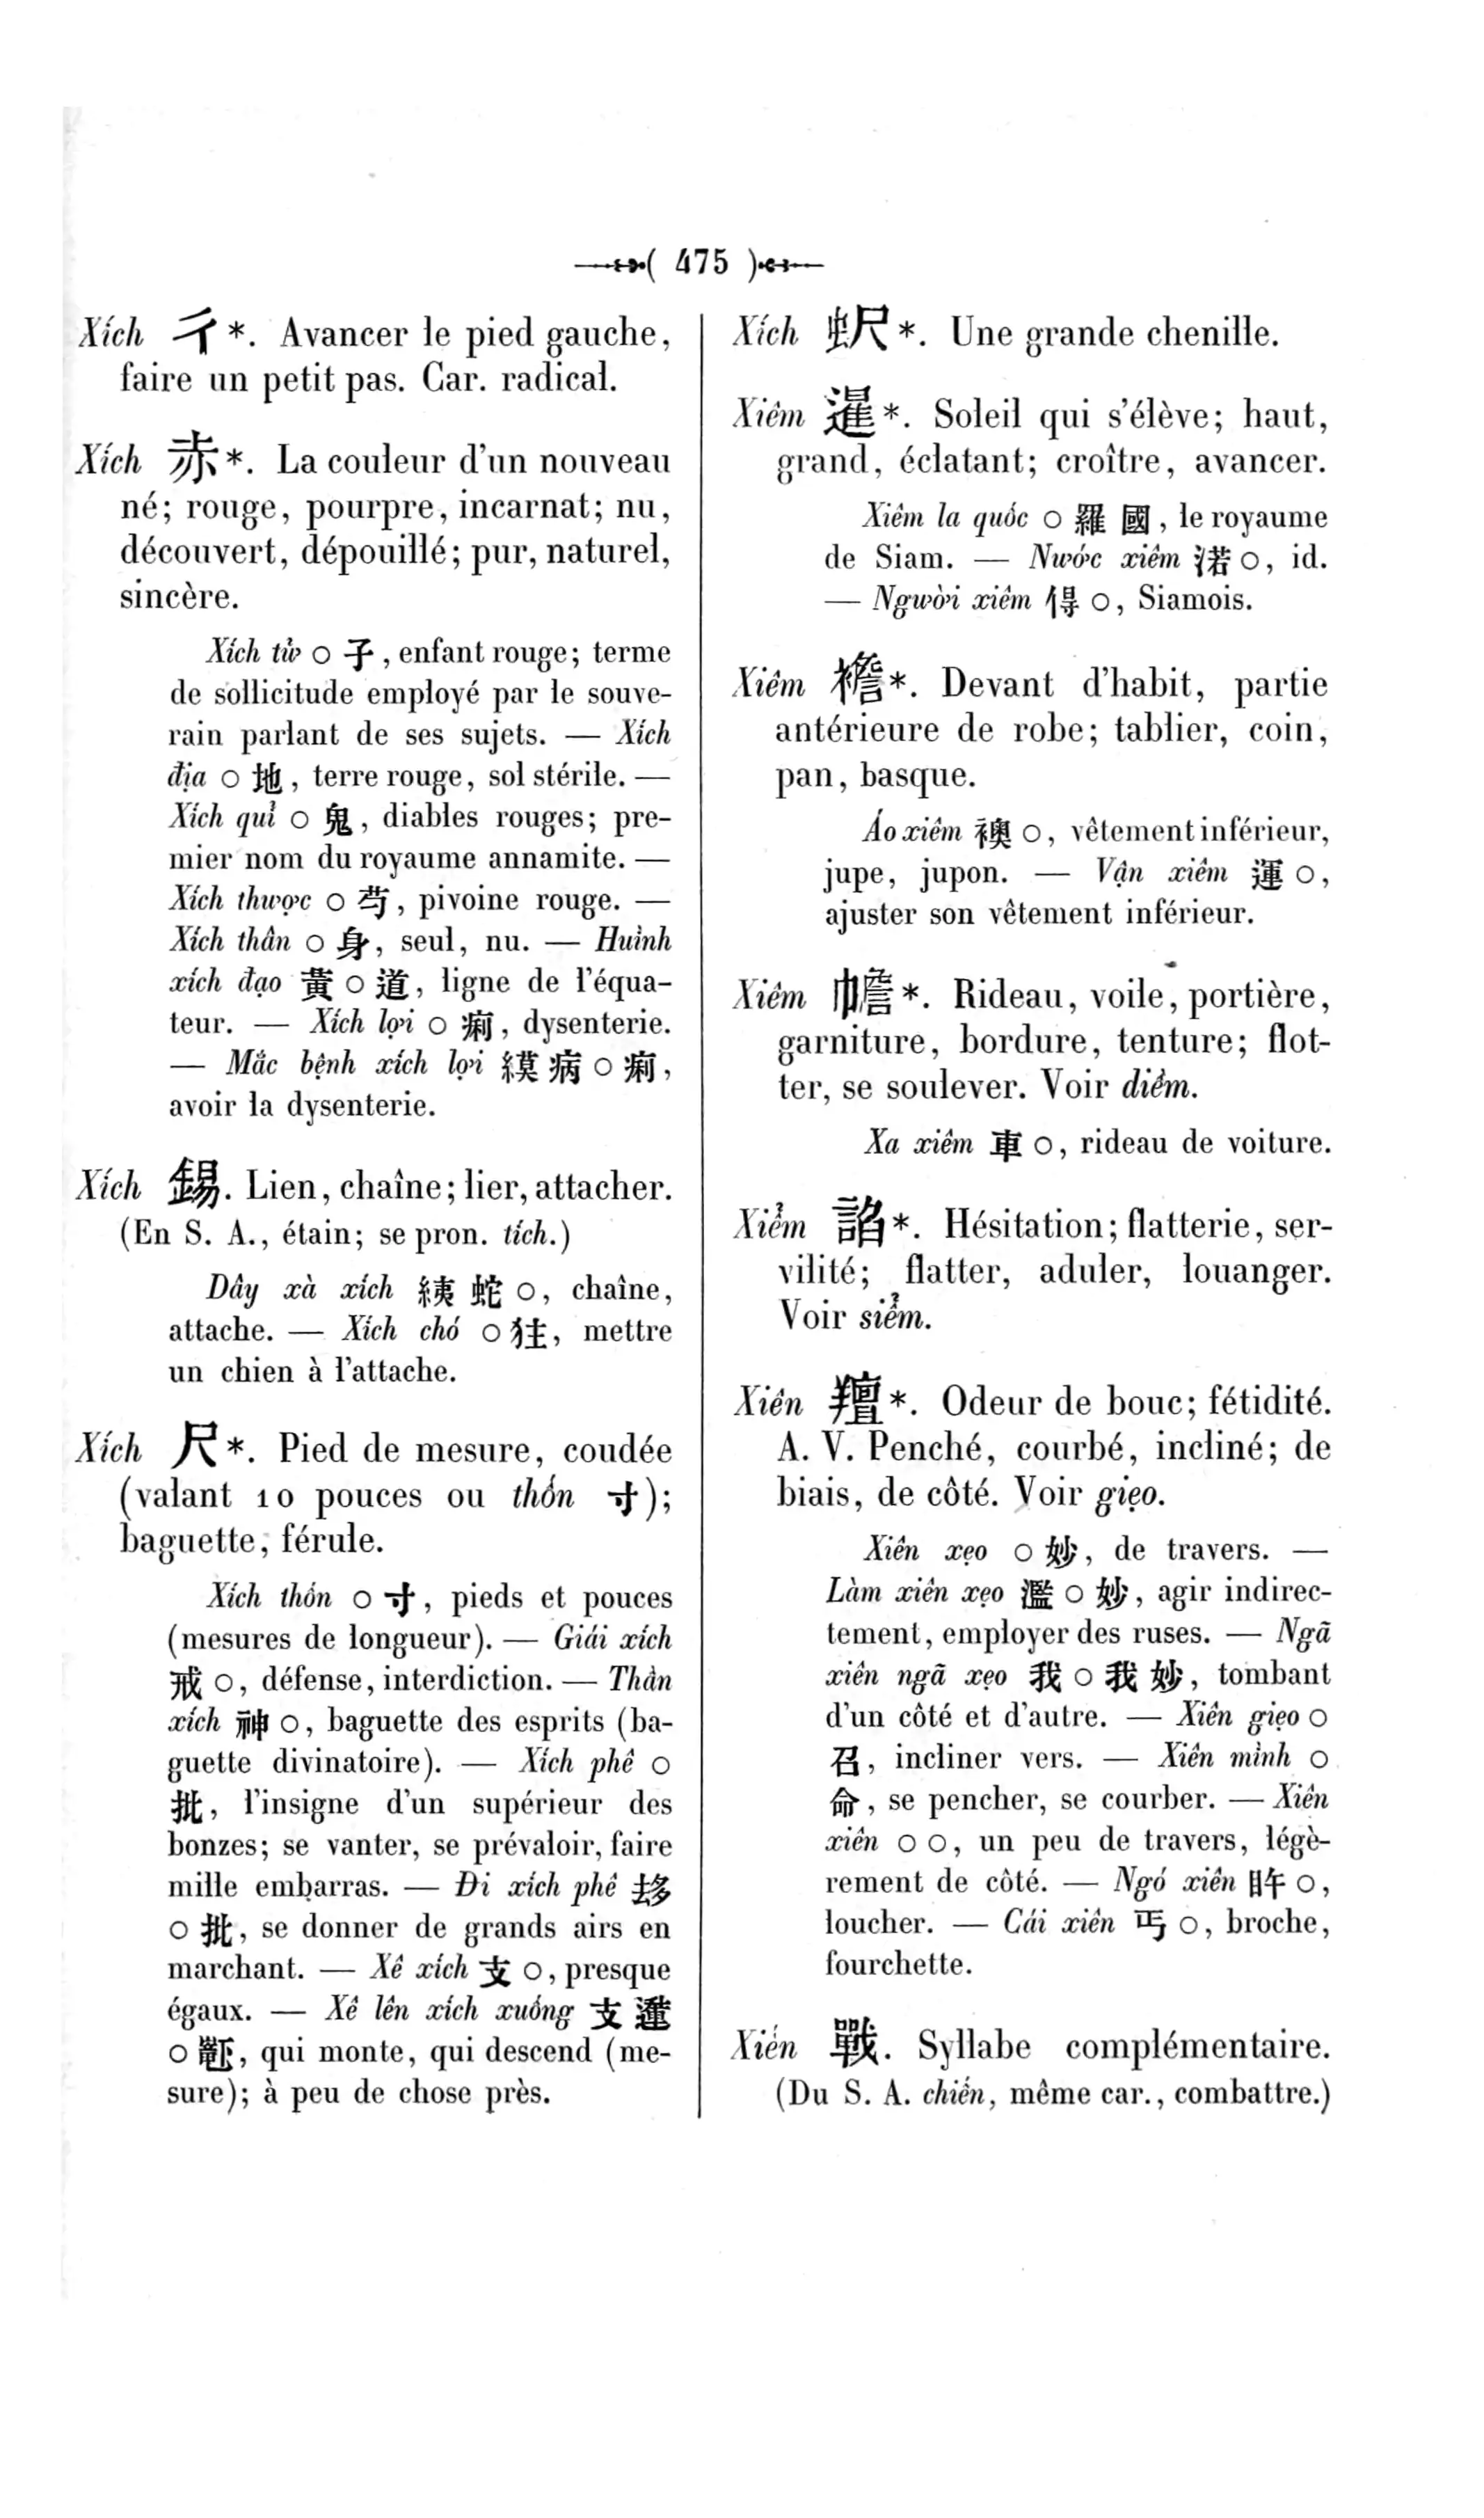 ( 475 )
Xích 彳*. Avancer le pied gauche,
faire un petit pas. Car. radical.
Xích 赤*. La couleur d'un nouveau
né; rouge, pourpre, incarnat; nu,
découvert, dépouillé; pur, naturel,
sincère.
Xích tử ○ 子, enfant rouge; terme
de sollicitude employé par le souve-
rain parlant de ses sujets. — Xích
địa ○ 地, terre rouge, sol stérile. —
Xích quỉ ○ 鬼, diables rouges; pre-
mier nom du royaume annamite. —
Xích thược ○ 芍, pivoine rouge. —
Xích thân ○ 身, seul, nu. — Huình
xích đạo 黃 ○ 道, ligne de l'équa-
teur. — Xích lợi ○ 痢, dysenterie.
— Mắc bệnh xích lợi 縸 病 ○ 痢,
avoir la dysenterie.
Xích 錫. Lien, chaîne; lier, attacher.
(En S. A., étain; se pron. tích.)
Dây xà xích 䋶 蛇 ○, chaîne,
attache. — Xích chó ○ 㹥, mettre
un chien à l'attache.
Xích 尺*. Pied de mesure, coudée
(valant 10 pouces ou thốn 寸);
baguette, férule.
Xích thốn ○ 寸, pieds et pouces
(mesures de longueur). — Giái xích
戒 ○, défense, interdiction. — Thần
xích 神 ○, baguette des esprits (ba-
guette divinatoire). — Xích phê ○
批, l'insigne d'un supérieur des
bonzes; se vanter, se prévaloir, faire
mille embarras. — Đi xích phê 𠫾
○ 批, se donner de grands airs en
marchant. — Xê xích 支 ○, presque
égaux. — Xê lên xích xuống 支 𨖲
○ 𨑜, qui monte, qui descend (me-
sure); à peu de chose près.
Xích 蚇*. Une grande chenille.
Xiêm 暹*. Soleil qui s'élève; haut,
grand, éclatant; croître, avancer.
Xiêm la quốc ○ 羅 國, le royaume
de Siam. — Nước xiêm 渃 ○, id.
— Người xiêm 㝵 ○, Siamois.
Xiêm 襜*. Devant d'habit, partie
antérieure de robe; tablier, coin,
pan, basque.
Áo xiêm 襖 ○, vêtement inférieur,
jupe, jupon. — Vận xiêm 運 ○,
ajuster son vêtement inférieur.
Xiêm 幨*. Rideau, voile, portière,
garniture, bordure, tenture; flot-
ter, se soulever. Voir diềm.
Xa xiêm 車 ○, rideau de voiture.
Xiểm 諂*. Hésitation; flatterie, ser-
vilité; flatter, aduler, louanger.
Voir siểm.
Xiên 羶*. Odeur de bouc; fétidité.
A. V. Penché, courbé, incliné; de
biais, de côté. Voir giẹo.
Xiên xẹo ○ 妙, de travers. —
Làm xiên xẹo 濫 ○ 妙, agir indirec-
tement, employer des ruses. — Ngã
xiên ngã xẹo 我 ○ 我 妙, tombant
d'un côté et d'autre. — Xiên giẹo ○
召, incliner vers. — Xiên mình ○
命, se pencher, se courber. — Xiên
xiên ○ ○, un peu de travers, légè-
rement de côté. — Ngó xiên 𥄭 ○,
loucher. — Cái xiên 丐 ○, broche,
fourchette.
Xiến 戰. Syllabe complémentaire.
(Du S. A. chiến, même car., combattre.)